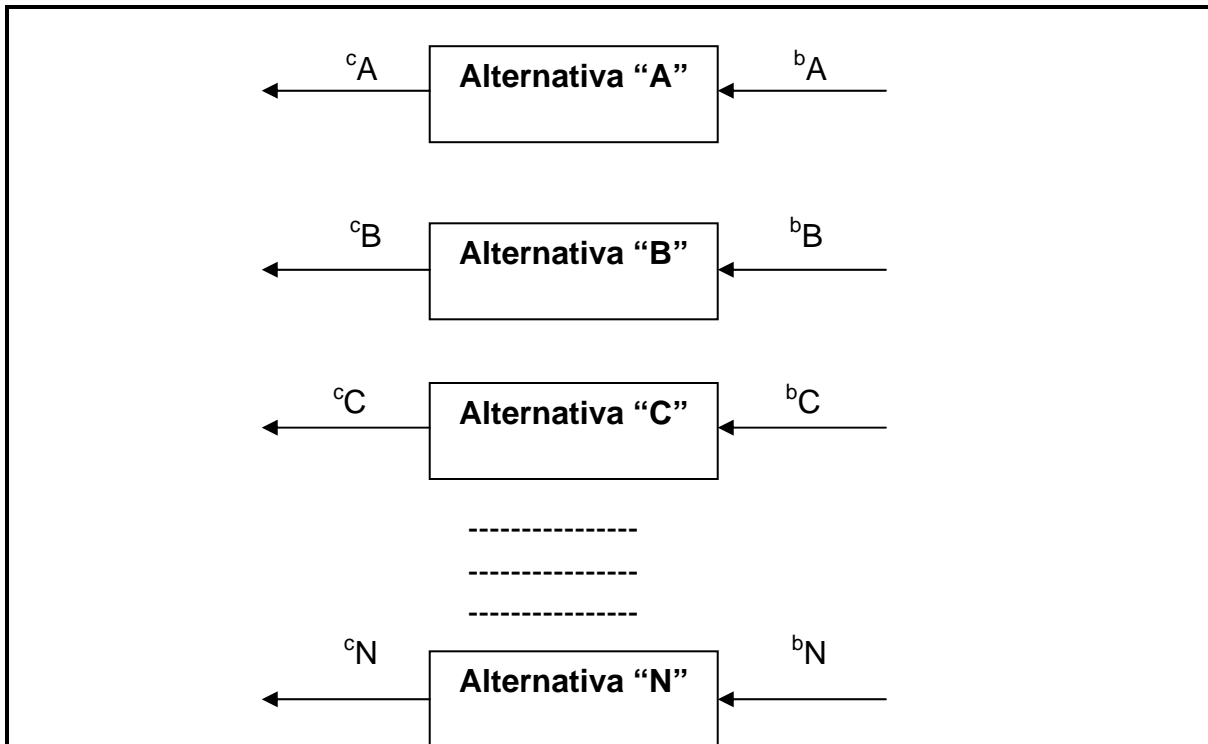 ᶜA Alternativa “A” ᵇA
ᶜB Alternativa “B” ᵇB
ᶜC Alternativa “C” ᵇC
----------------
----------------
----------------
ᶜN Alternativa “N” ᵇN